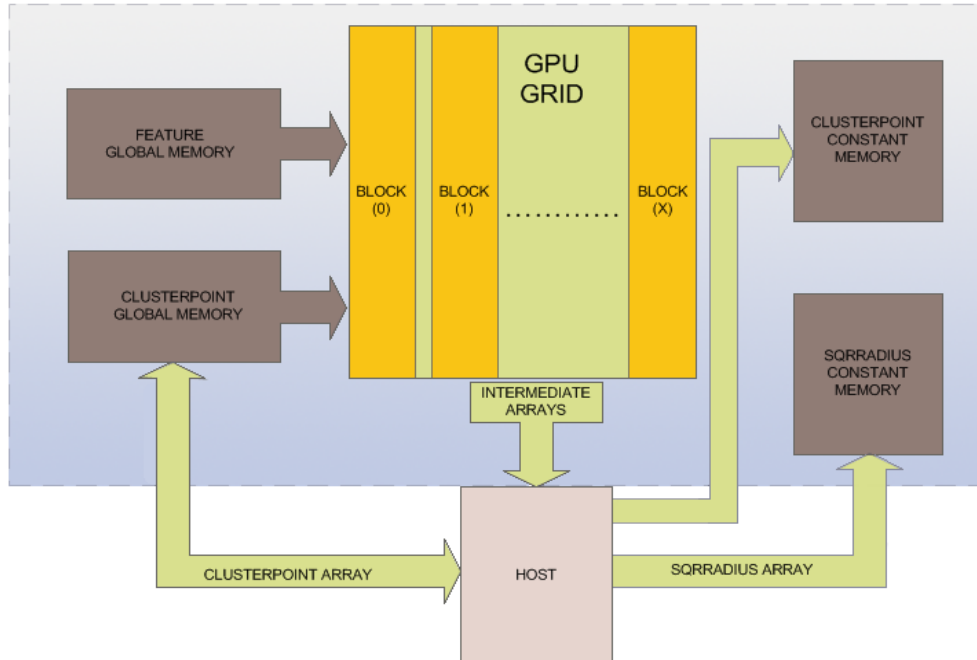 GPU
GRID
FEATURE
GLOBAL MEMORY
CLUSTERPOINT
CONSTANT
MEMORY
BLOCK
(0)
BLOCK
(1)
............
BLOCK
(X)
CLUSTERPOINT
GLOBAL MEMORY
SQRRADIUS
CONSTANT
MEMORY
INTERMEDIATE
ARRAYS
CLUSTERPOINT ARRAY
HOST
SQRRADIUS ARRAY